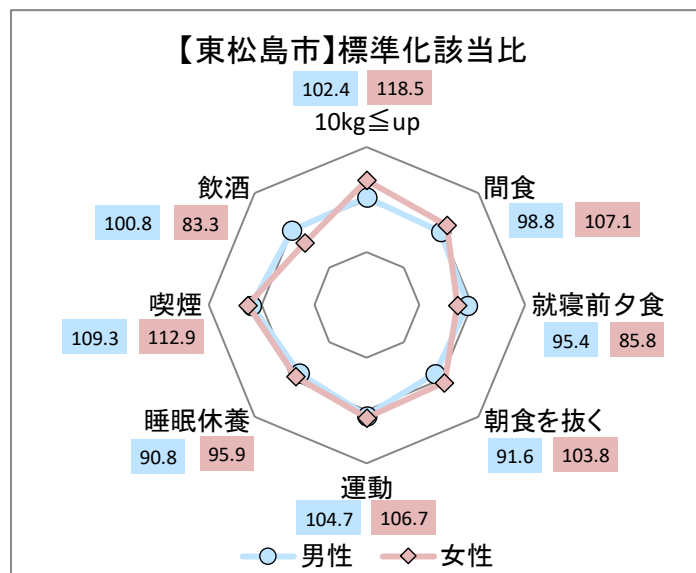 【東松島市】標準化該当比
102.4 118.5
10kg≦up
間食
98.8 107.1
就寝前夕食
95.4 85.8
朝食を抜く
91.6 103.8
運動
104.7 106.7
睡眠休養
90.8 95.9
喫煙
109.3 112.9
飲酒
100.8 83.3
男性 女性